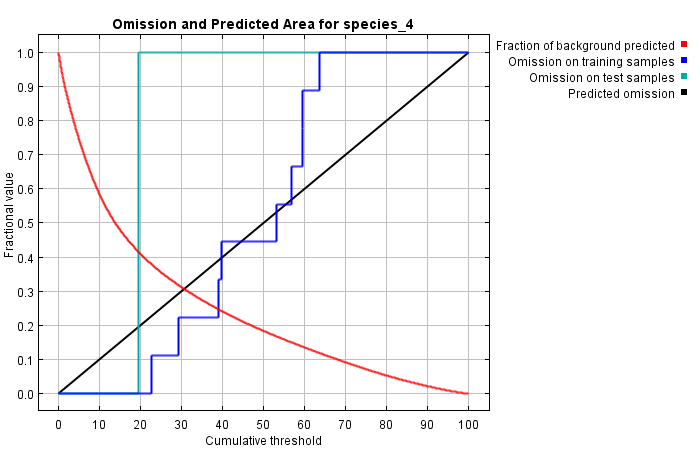 Omission and Predicted Area for species_4
Fraction of background predicted
Omission on training samples
Omission on test samples
Predicted omission
Fractional value
1.0
0.9
0.8
0.7
0.6
0.5
0.4
0.3
0.2
0.1
0.0
0 10 20 30 40 50 60 70 80 90 100
Cumulative threshold